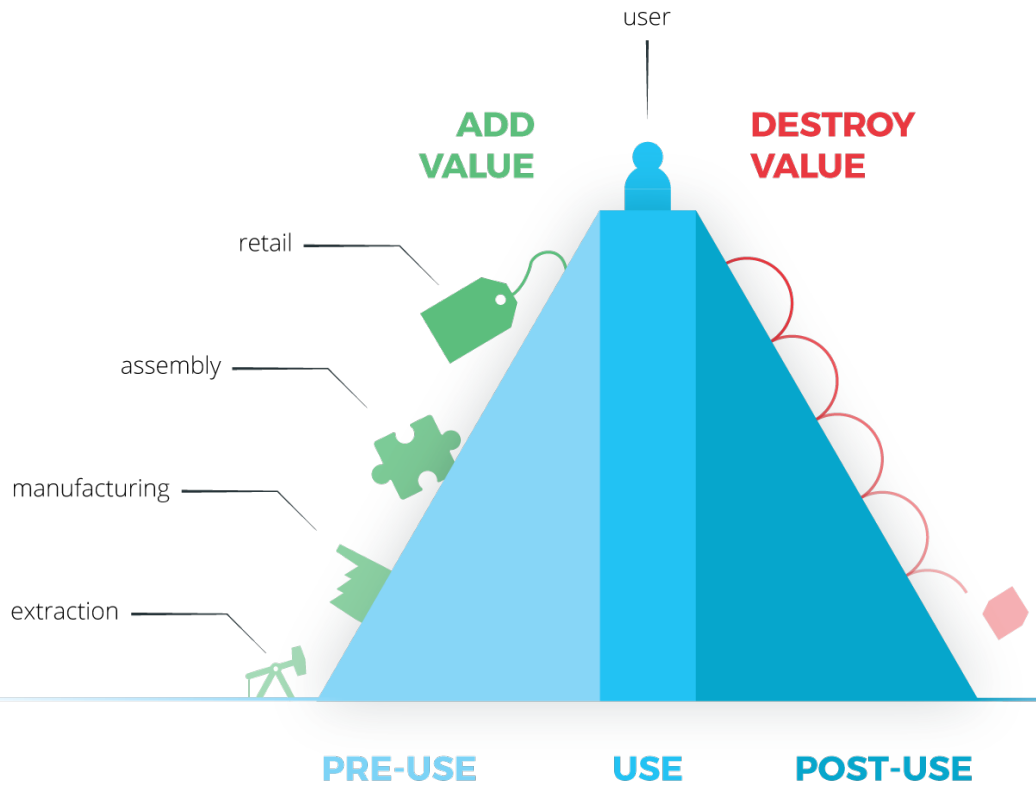 user
ADD
VALUE
DESTROY
VALUE
retail
assembly
manufacturing
extraction
PRE-USE
USE
POST-USE